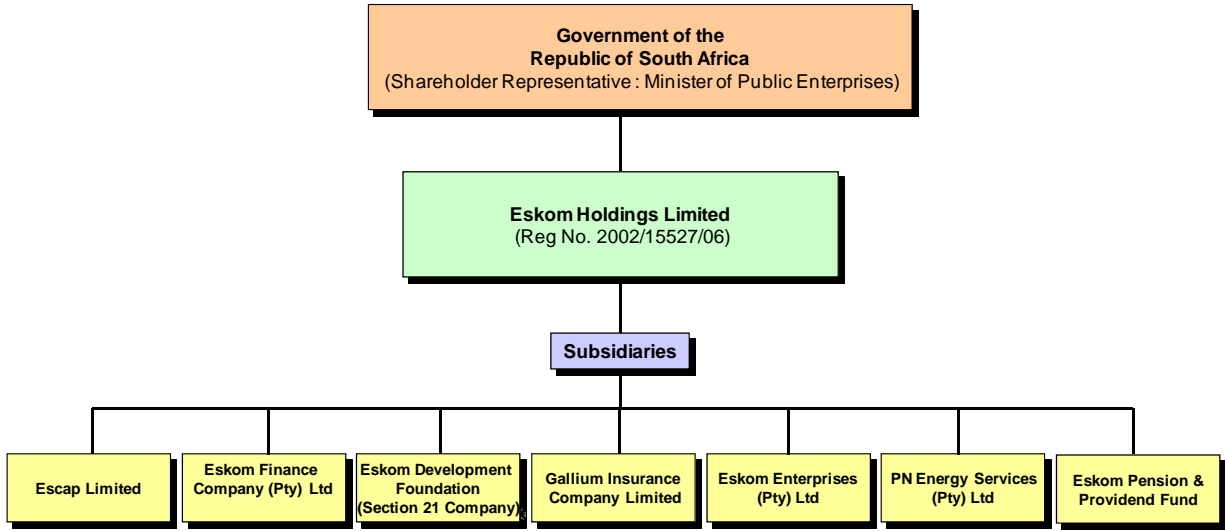 Government of the
Republic of South Africa
(Shareholder Representative : Minister of Public Enterprises)
Eskom Holdings Limited
(Reg No. 2002/15527/06)
Subsidiaries
Escap Limited
Eskom Finance
Company (Pty) Ltd
Eskom Development
Foundation
(Section 21 Company)
Gallium Insurance
Company Limited
Eskom Enterprises
(Pty) Ltd
PN Energy Services
(Pty) Ltd
Eskom Pension &
Providend Fund